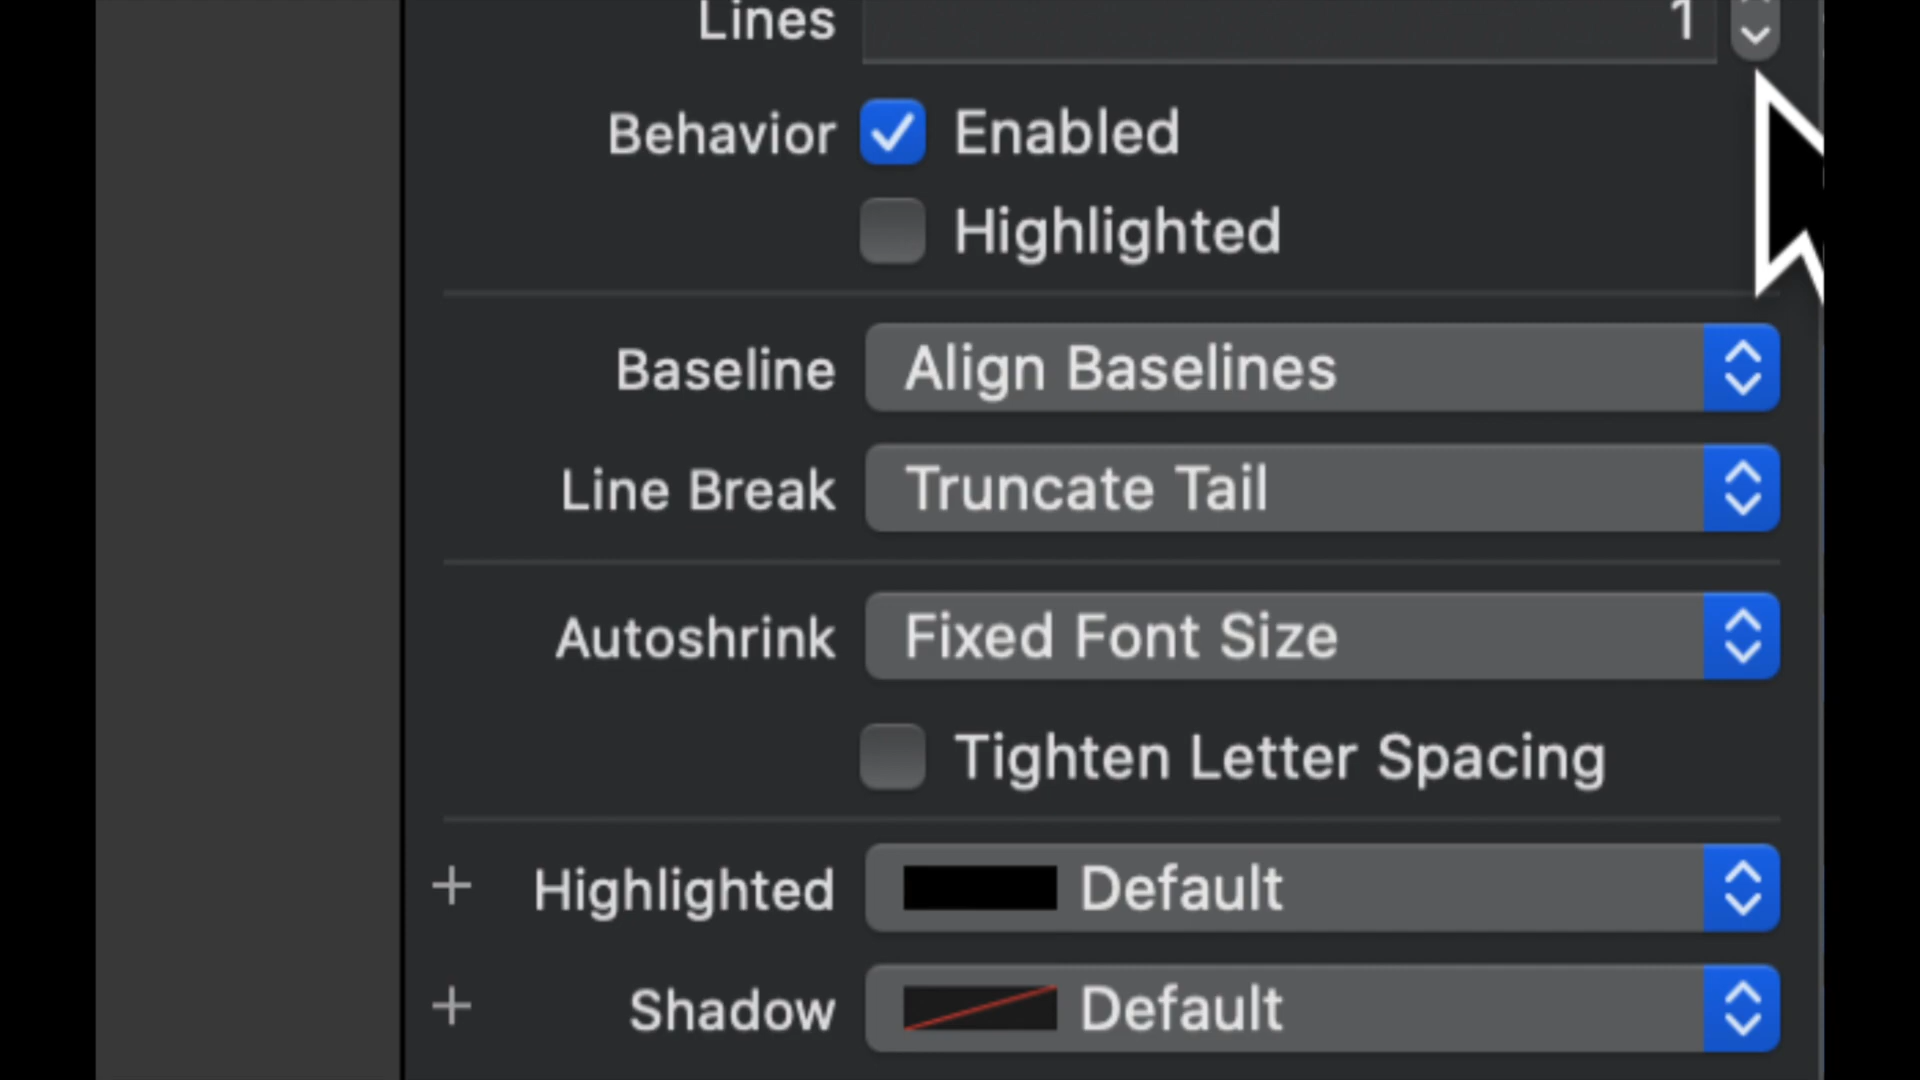 Lines 1
Behavior Enabled
Highlighted
Baseline Align Baselines
Line Break Truncate Tail
Autoshrink Fixed Font Size
Tighten Letter Spacing
+ Highlighted Default
+ Shadow Default